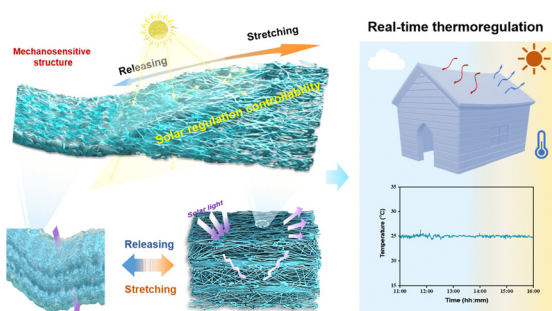 Mechanosensitive
structure
Releasing
Stretching
Solar regulation controllability
Solar light
Releasing
Stretching
Real-time thermoregulation
Temperature (°C)
35
30
25
20
15
11:00 12:00 13:00 14:00 15:00 16:00
Time (hh:mm)